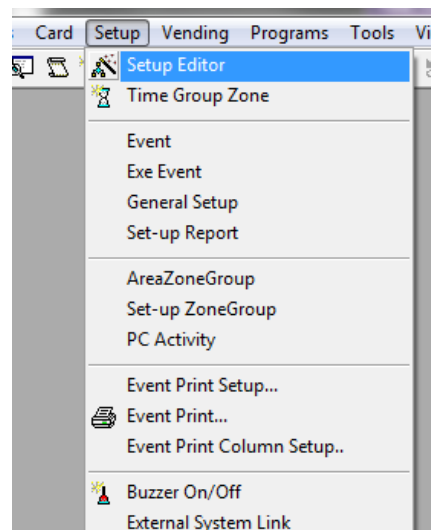 Card Setup Vending Programs Tools
Setup Editor
Time Group Zone
Event
Exe Event
General Setup
Set-up Report
AreaZoneGroup
Set-up ZoneGroup
PC Activity
Event Print Setup...
Event Print...
Event Print Column Setup..
Buzzer On/Off
External System Link